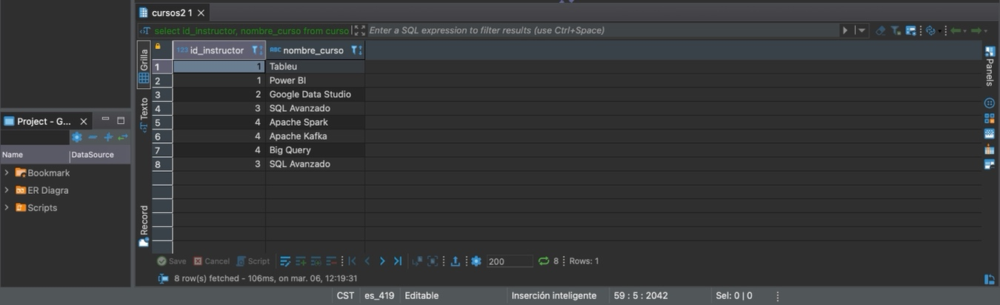 cursos2 1
select id_instructor, nombre_curso from curso
Enter a SQL expression to filter results (use Ctrl+Space)
Grilla
Texto
Record
123 id_instructor
ABC nombre_curso
1 1 Tableu
2 1 Power BI
3 2 Google Data Studio
4 3 SQL Avanzado
5 4 Apache Spark
6 4 Apache Kafka
7 4 Big Query
8 3 SQL Avanzado
Panels
Project - G...
Name DataSource
Bookmark
ER Diagra
Scripts
Save Cancel Script 200 8 Rows: 1
8 row(s) fetched - 106ms, on mar. 06, 12:19:31
CST es_419 Editable Inserción inteligente 59 : 5 : 2042 Sel: 0 | 0